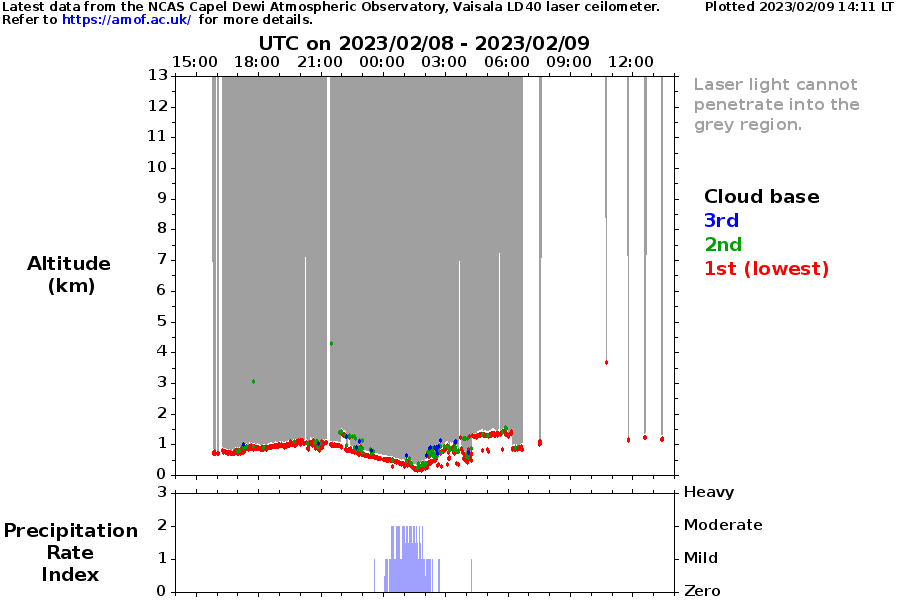 Latest data from the NCAS Capel Dewi Atmospheric Observatory, Vaisala LD40 laser ceilometer. Plotted 2023/02/09 14:11 LT
Refer to https://amof.ac.uk/ for more details.
UTC on 2023/02/08 - 2023/02/09
15:00 18:00 21:00 00:00 03:00 06:00 09:00 12:00
13
12
11
10
9
8
7
6
5
4
3
2
1
0
Altitude
(km)
Laser light cannot
penetrate into the
grey region.
Cloud base
3rd
2nd
1st (lowest)
3 Heavy
2 Moderate
1 Mild
0 Zero
Precipitation
Rate
Index